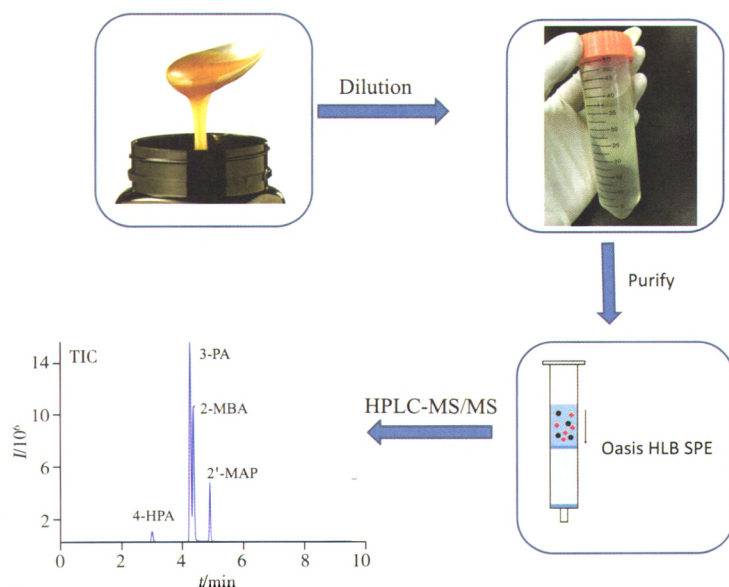 Dilution
Purify
Oasis HLB SPE
HPLC-MS/MS
TIC
3-PA
2-MBA
2'-MAP
4-HPA
I/10⁶
14
10
6
2
0 2 4 6 8 10
t/min